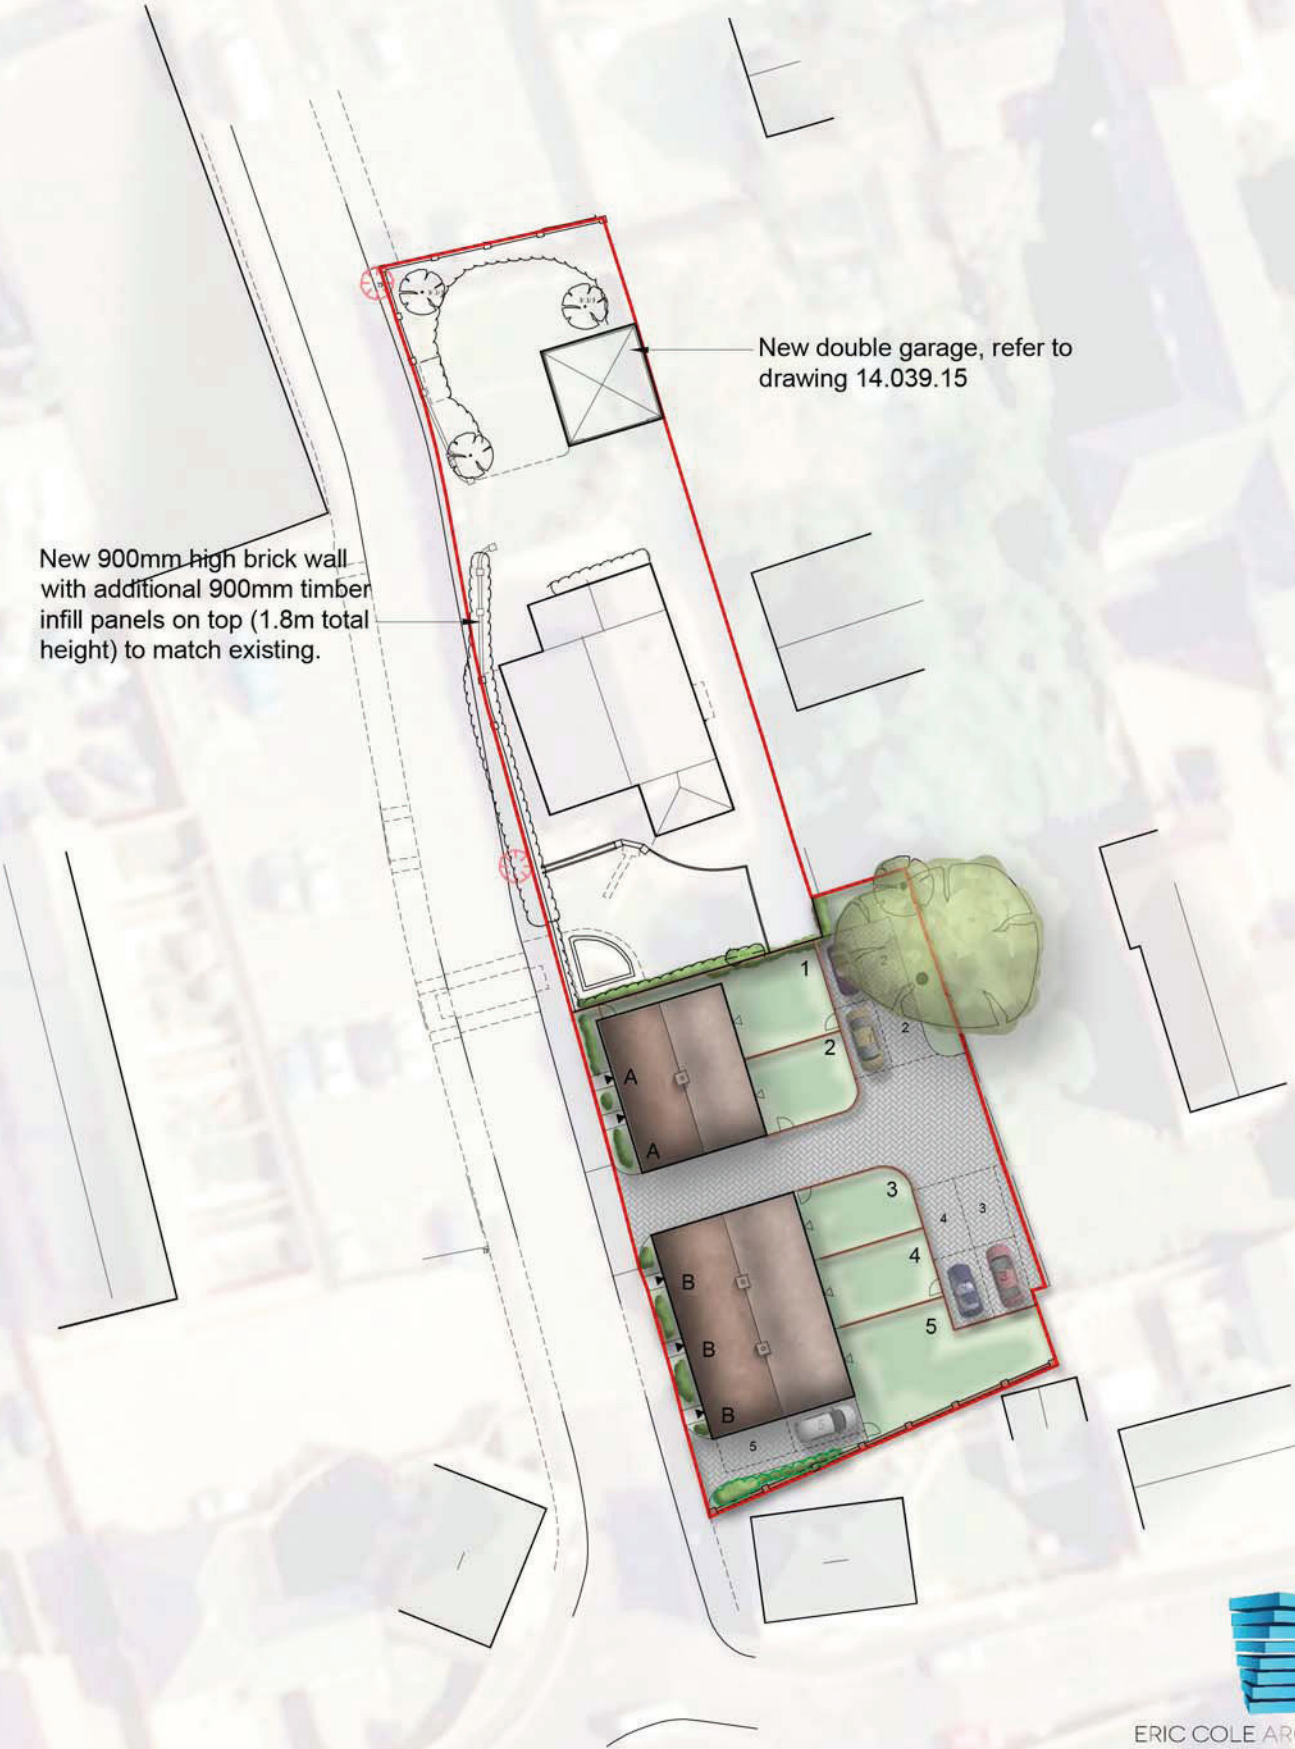 New double garage, refer to
drawing 14.039.15
New 900mm high brick wall
with additional 900mm timber
infill panels on top (1.8m total
height) to match existing.
1
2
2
2
A
A
3
3
4
4
B
5
B
B
5
ERIC COLE